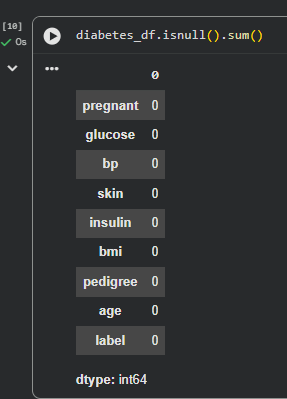 [10]
0s
diabetes_df.isnull().sum()
0
pregnant 0
glucose 0
bp 0
skin 0
insulin 0
bmi 0
pedigree 0
age 0
label 0
dtype: int64